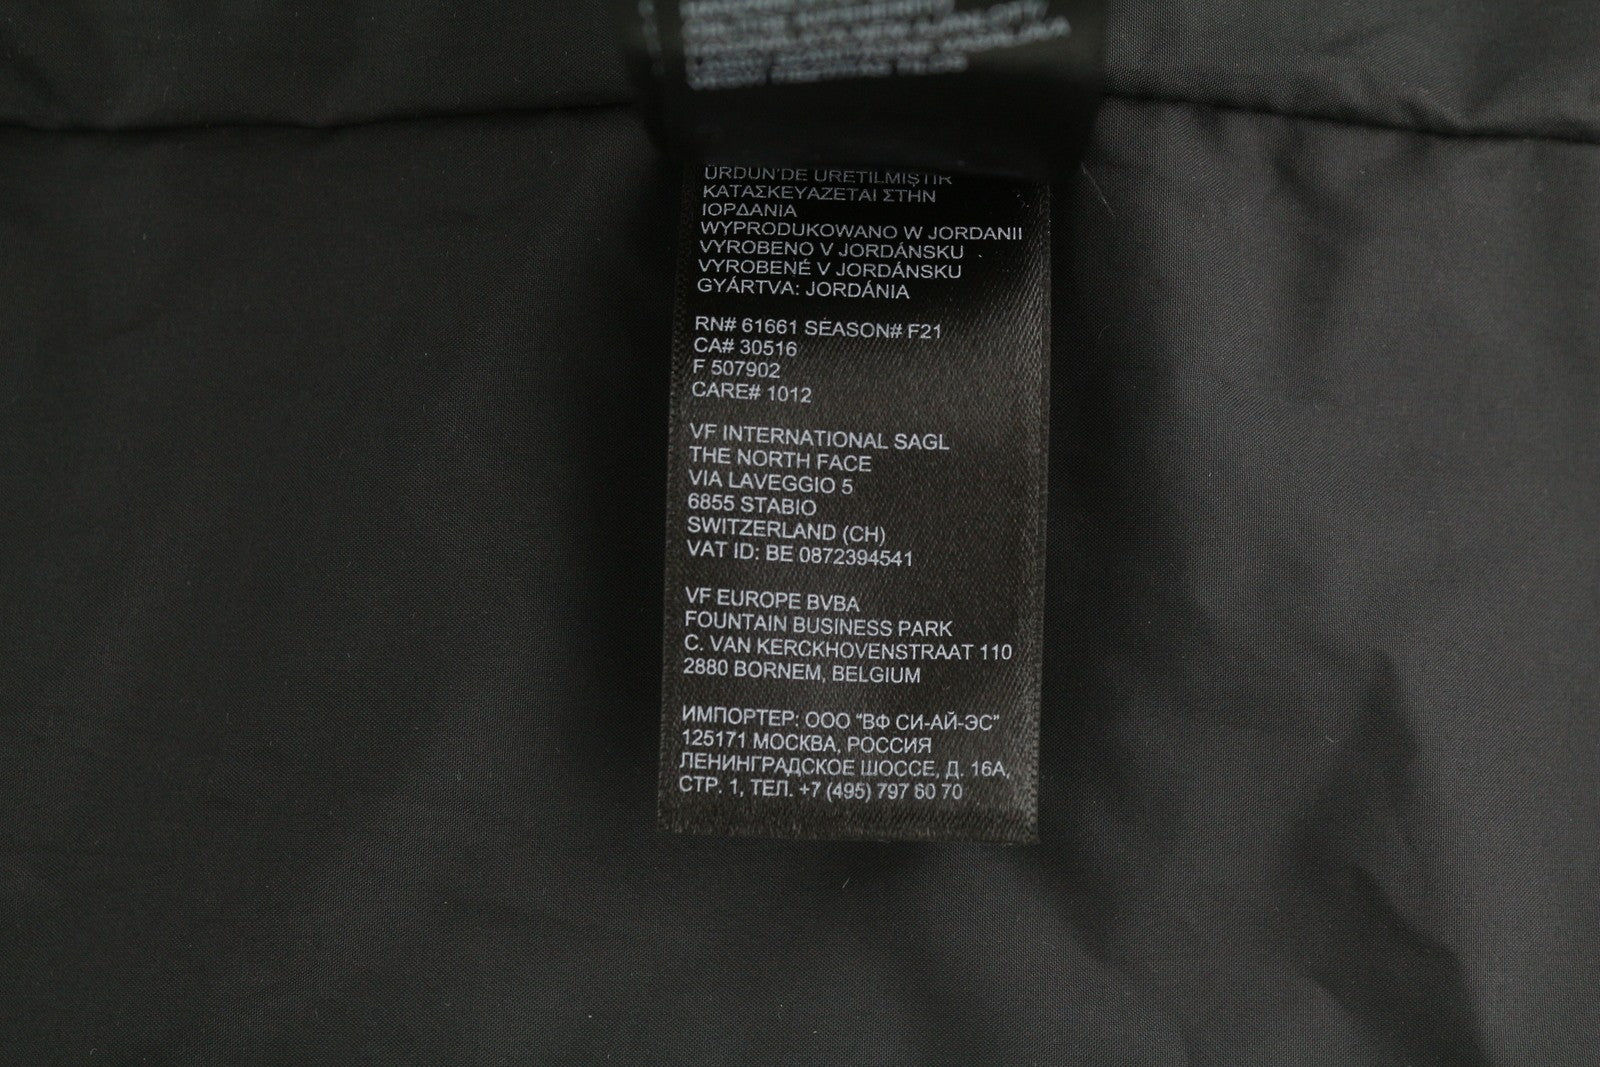 ÜRDÜN'DE ÜRETİLMİŞTİR
ΚΑΤΑΣΚΕΥΑΖΕΤΑΙ ΣΤΗΝ
ΙΟΡΔΑΝΙΑ
WYPRODUKOWANO W JORDANII
VYROBENO V JORDÁNSKU
VYROBENÉ V JORDÁNSKU
GYÁRTVA: JORDÁNIA
RN# 61661 SEASON# F21
CA# 30516
F 507902
CARE# 1012
VF INTERNATIONAL SAGL
THE NORTH FACE
VIA LAVEGGIO 5
6855 STABIO
SWITZERLAND (CH)
VAT ID: BE 0872394541
VF EUROPE BVBA
FOUNTAIN BUSINESS PARK
C. VAN KERCKHOVENSTRAAT 110
2880 BORNEM, BELGIUM
ИМПОРТЕР: ООО "ВФ СИ-АЙ-ЭС"
125171 МОСКВА, РОССИЯ
ЛЕНИНГРАДСКОЕ ШОССЕ, Д. 16А,
СТР. 1, ТЕЛ. +7 (495) 797 60 70